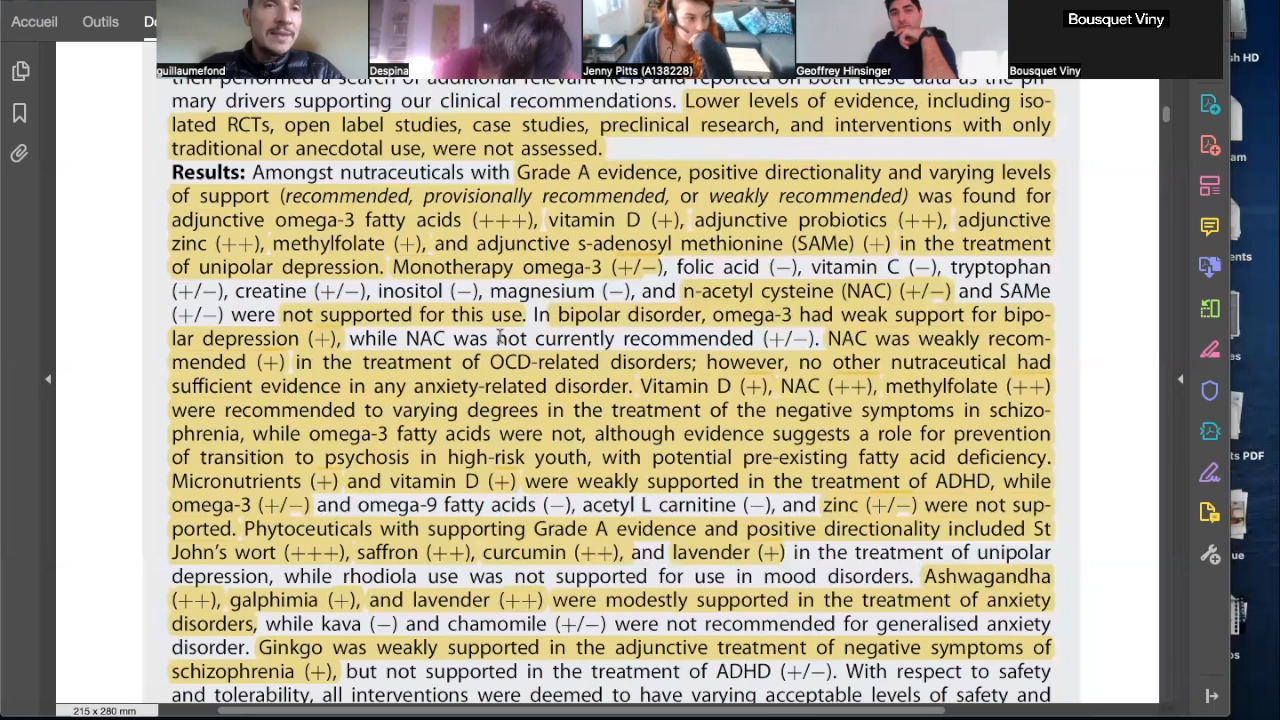 Accueil Outils
Bousquet Viny
guillaumefond
Despina
Jenny Pitts (A138228)
Geoffrey Hinsinger
Bousquet Viny
mary drivers supporting our clinical recommendations. Lower levels of evidence, including iso-
lated RCTs, open label studies, case studies, preclinical research, and interventions with only
traditional or anecdotal use, were not assessed.
Results: Amongst nutraceuticals with Grade A evidence, positive directionality and varying levels
of support (recommended, provisionally recommended, or weakly recommended) was found for
adjunctive omega-3 fatty acids (+++), vitamin D (+), adjunctive probiotics (++), adjunctive
zinc (++), methylfolate (+), and adjunctive s-adenosyl methionine (SAMe) (+) in the treatment
of unipolar depression. Monotherapy omega-3 (+/−), folic acid (−), vitamin C (−), tryptophan
(+/−), creatine (+/−), inositol (−), magnesium (−), and n-acetyl cysteine (NAC) (+/−) and SAMe
(+/−) were not supported for this use. In bipolar disorder, omega-3 had weak support for bipo-
lar depression (+), while NAC was not currently recommended (+/−). NAC was weakly recom-
mended (+) in the treatment of OCD-related disorders; however, no other nutraceutical had
sufficient evidence in any anxiety-related disorder. Vitamin D (+), NAC (++), methylfolate (++)
were recommended to varying degrees in the treatment of the negative symptoms in schizo-
phrenia, while omega-3 fatty acids were not, although evidence suggests a role for prevention
of transition to psychosis in high-risk youth, with potential pre-existing fatty acid deficiency.
Micronutrients (+) and vitamin D (+) were weakly supported in the treatment of ADHD, while
omega-3 (+/−) and omega-9 fatty acids (−), acetyl L carnitine (−), and zinc (+/−) were not sup-
ported. Phytoceuticals with supporting Grade A evidence and positive directionality included St
John's wort (+++), saffron (++), curcumin (++), and lavender (+) in the treatment of unipolar
depression, while rhodiola use was not supported for use in mood disorders. Ashwagandha
(++), galphimia (+), and lavender (++) were modestly supported in the treatment of anxiety
disorders, while kava (−) and chamomile (+/−) were not recommended for generalised anxiety
disorder. Ginkgo was weakly supported in the adjunctive treatment of negative symptoms of
schizophrenia (+), but not supported in the treatment of ADHD (+/−). With respect to safety
and tolerability, all interventions were deemed to have varying acceptable levels of safety and
215 x 280 mm
HD
PDF